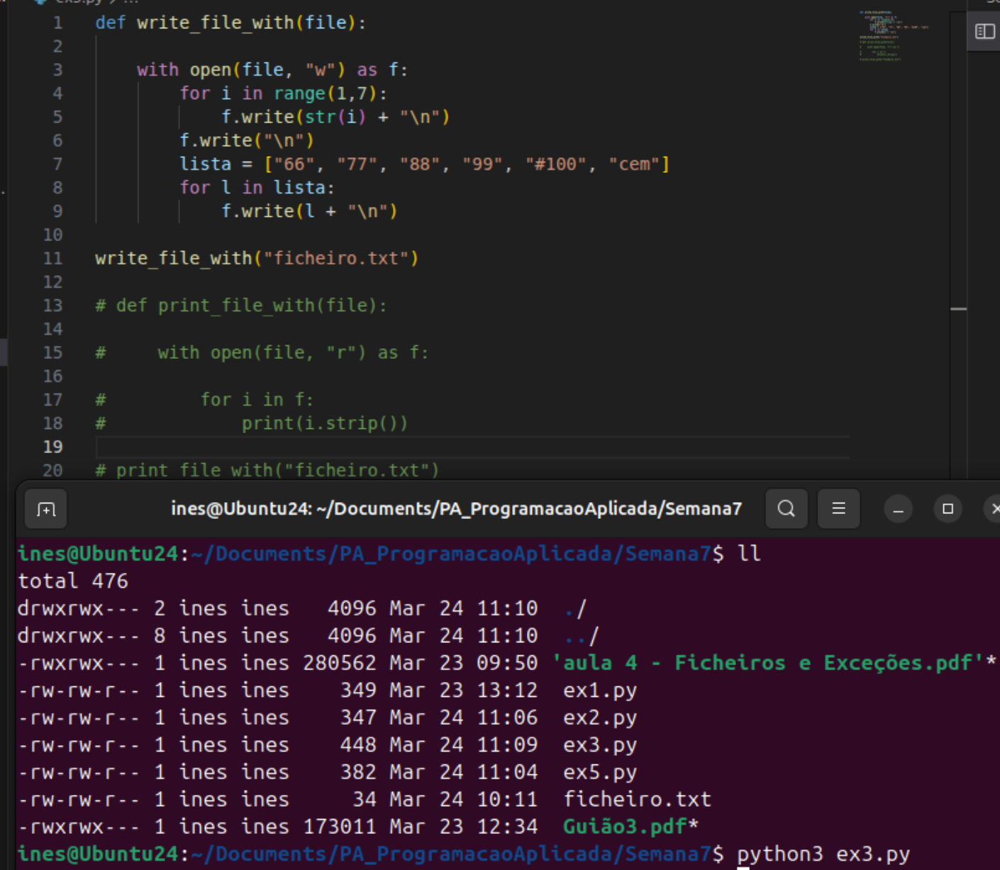 ex3.py > ...
1 def write_file_with(file):
2
3     with open(file, "w") as f:
4         for i in range(1,7):
5             f.write(str(i) + "\n")
6         f.write("\n")
7         lista = ["66", "77", "88", "99", "#100", "cem"]
8         for l in lista:
9             f.write(l + "\n")
10
11 write_file_with("ficheiro.txt")
12
13 # def print_file_with(file):
14
15 #     with open(file, "r") as f:
16
17 #         for i in f:
18 #             print(i.strip())
19
20 # print_file_with("ficheiro.txt")
ines@Ubuntu24: ~/Documents/PA_ProgramacaoAplicada/Semana7
ines@Ubuntu24:~/Documents/PA_ProgramacaoAplicada/Semana7$ ll
total 476
drwxrwx--- 2 ines ines   4096 Mar 24 11:10  ./
drwxrwx--- 8 ines ines   4096 Mar 24 11:10  ../
-rwxrwx--- 1 ines ines 280562 Mar 23 09:50 'aula 4 - Ficheiros e Exceções.pdf'*
-rw-rw-r-- 1 ines ines    349 Mar 23 13:12  ex1.py
-rw-rw-r-- 1 ines ines    347 Mar 24 11:06  ex2.py
-rw-rw-r-- 1 ines ines    448 Mar 24 11:09  ex3.py
-rw-rw-r-- 1 ines ines    382 Mar 24 11:04  ex5.py
-rw-rw-r-- 1 ines ines     34 Mar 24 10:11  ficheiro.txt
-rwxrwx--- 1 ines ines 173011 Mar 23 12:34  Guião3.pdf*
ines@Ubuntu24:~/Documents/PA_ProgramacaoAplicada/Semana7$ python3 ex3.py